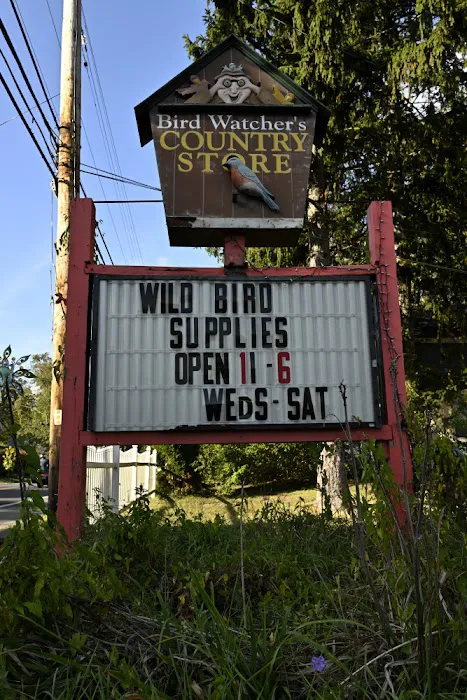 Bird Watcher's
COUNTRY
STORE
WILD BIRD
SUPPLIES
OPEN 11-6
WEDS-SAT